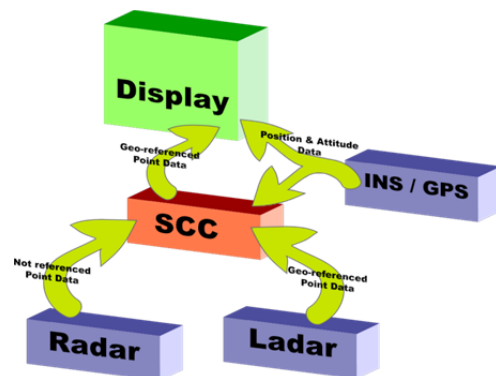 Display
Position & Attitude
Data
Geo-referenced
Point Data
INS / GPS
SCC
Not referenced
Point Data
Geo-referenced
Point Data
Radar
Ladar